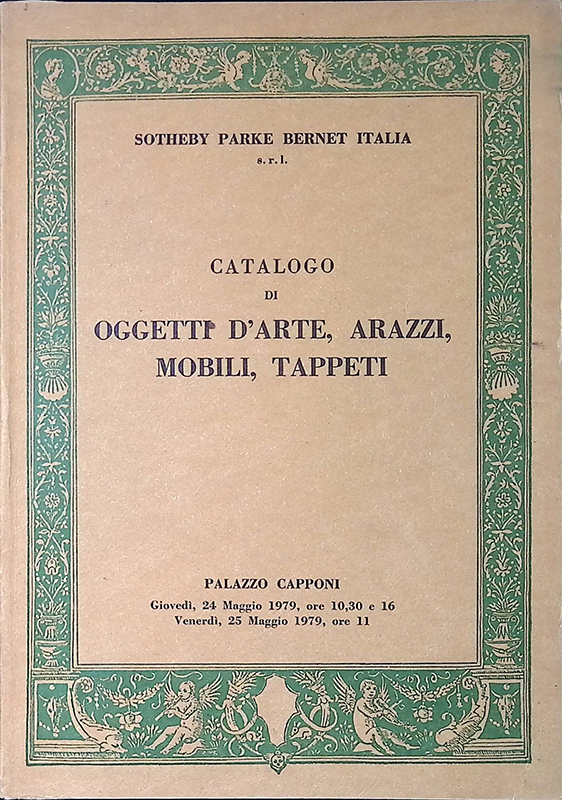 SOTHEBY PARKE BERNET ITALIA
s. r. l.
CATALOGO
DI
OGGETTI D'ARTE, ARAZZI,
MOBILI, TAPPETI
PALAZZO CAPPONI
Giovedì, 24 Maggio 1979, ore 10,30 e 16
Venerdì, 25 Maggio 1979, ore 11